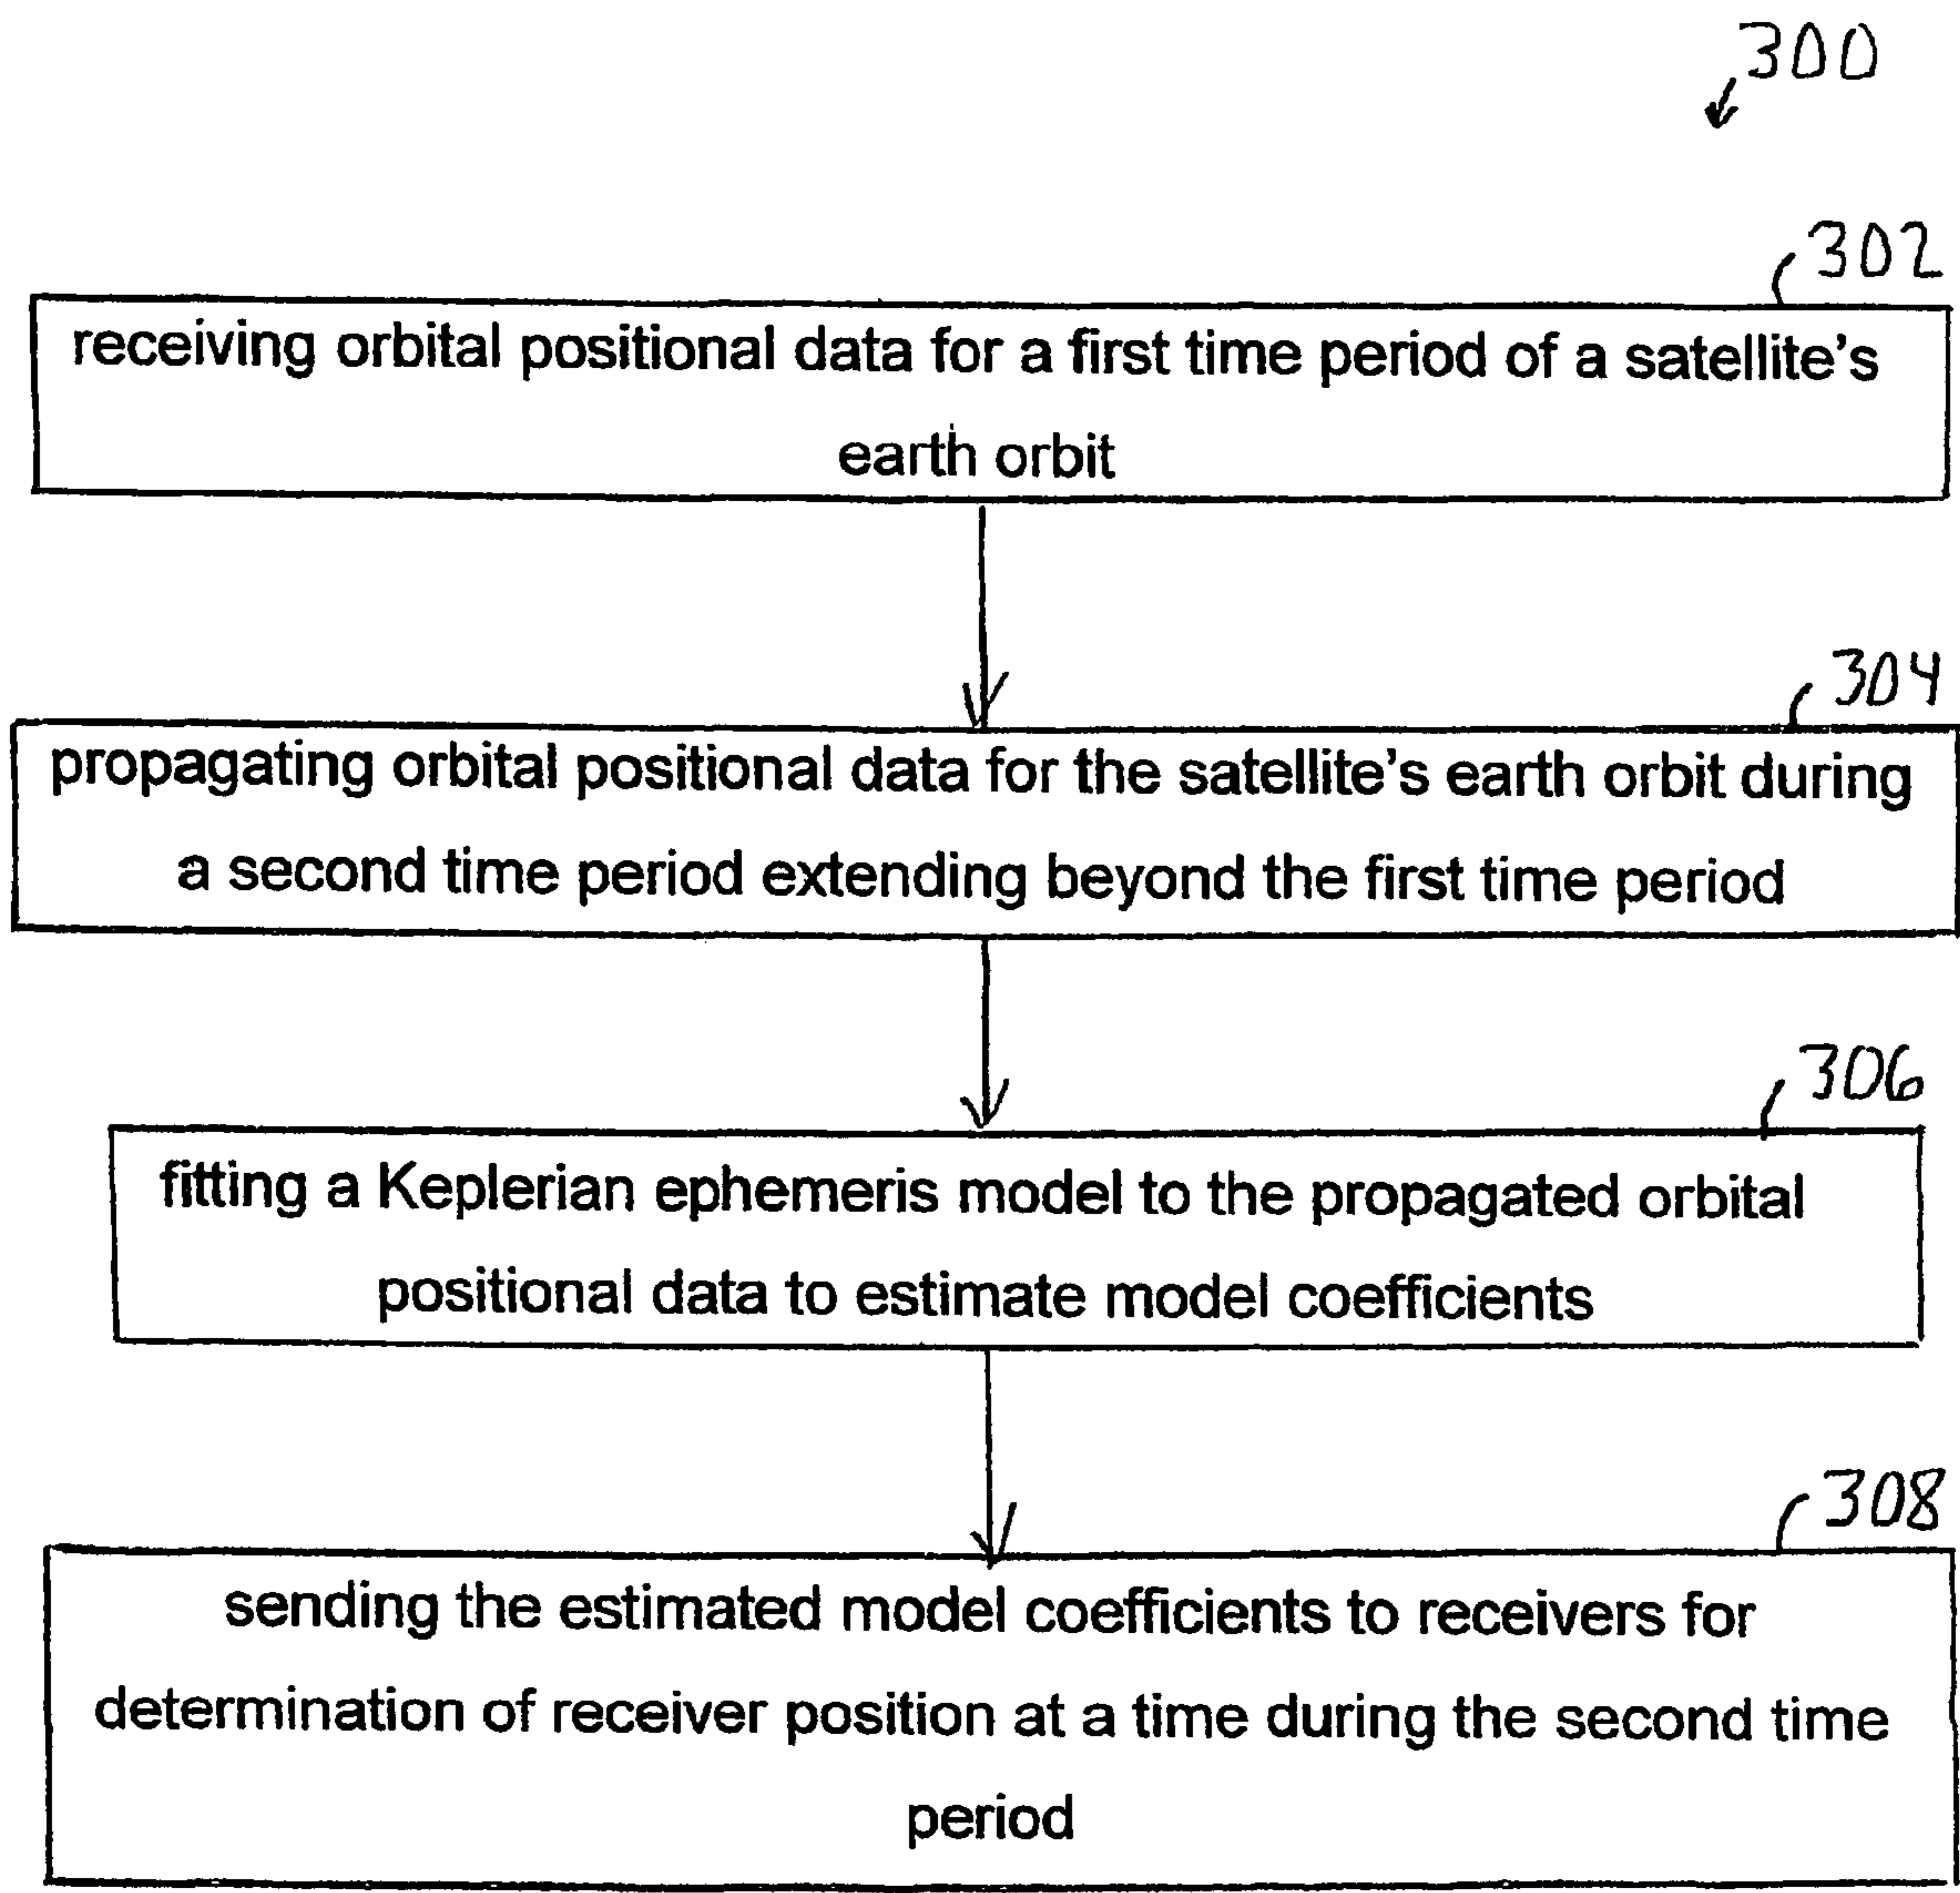 300
302
receiving orbital positional data for a first time period of a satellite's
earth orbit
304
propagating orbital positional data for the satellite's earth orbit during
a second time period extending beyond the first time period
306
fitting a Keplerian ephemeris model to the propagated orbital
positional data to estimate model coefficients
308
sending the estimated model coefficients to receivers for
determination of receiver position at a time during the second time
period